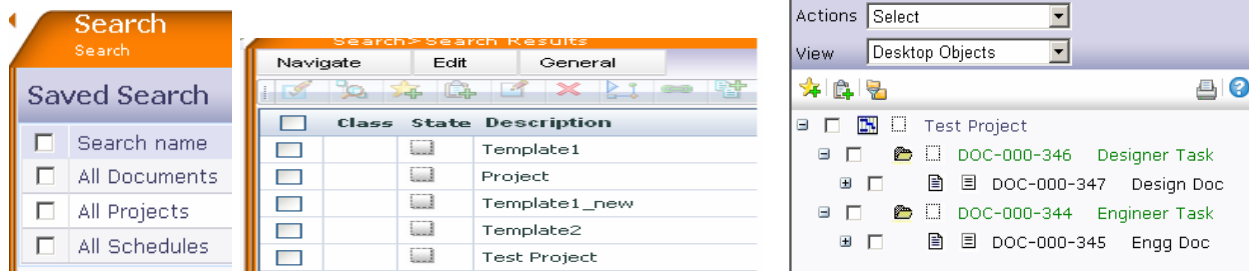 Search
Search
Saved Search
Search name
All Documents
All Projects
All Schedules
Search>Search Results
Navigate Edit General
Class State Description
Template1
Project
Template1_new
Template2
Test Project
Actions Select
View Desktop Objects
Test Project
DOC-000-346 Designer Task
DOC-000-347 Design Doc
DOC-000-344 Engineer Task
DOC-000-345 Engg Doc